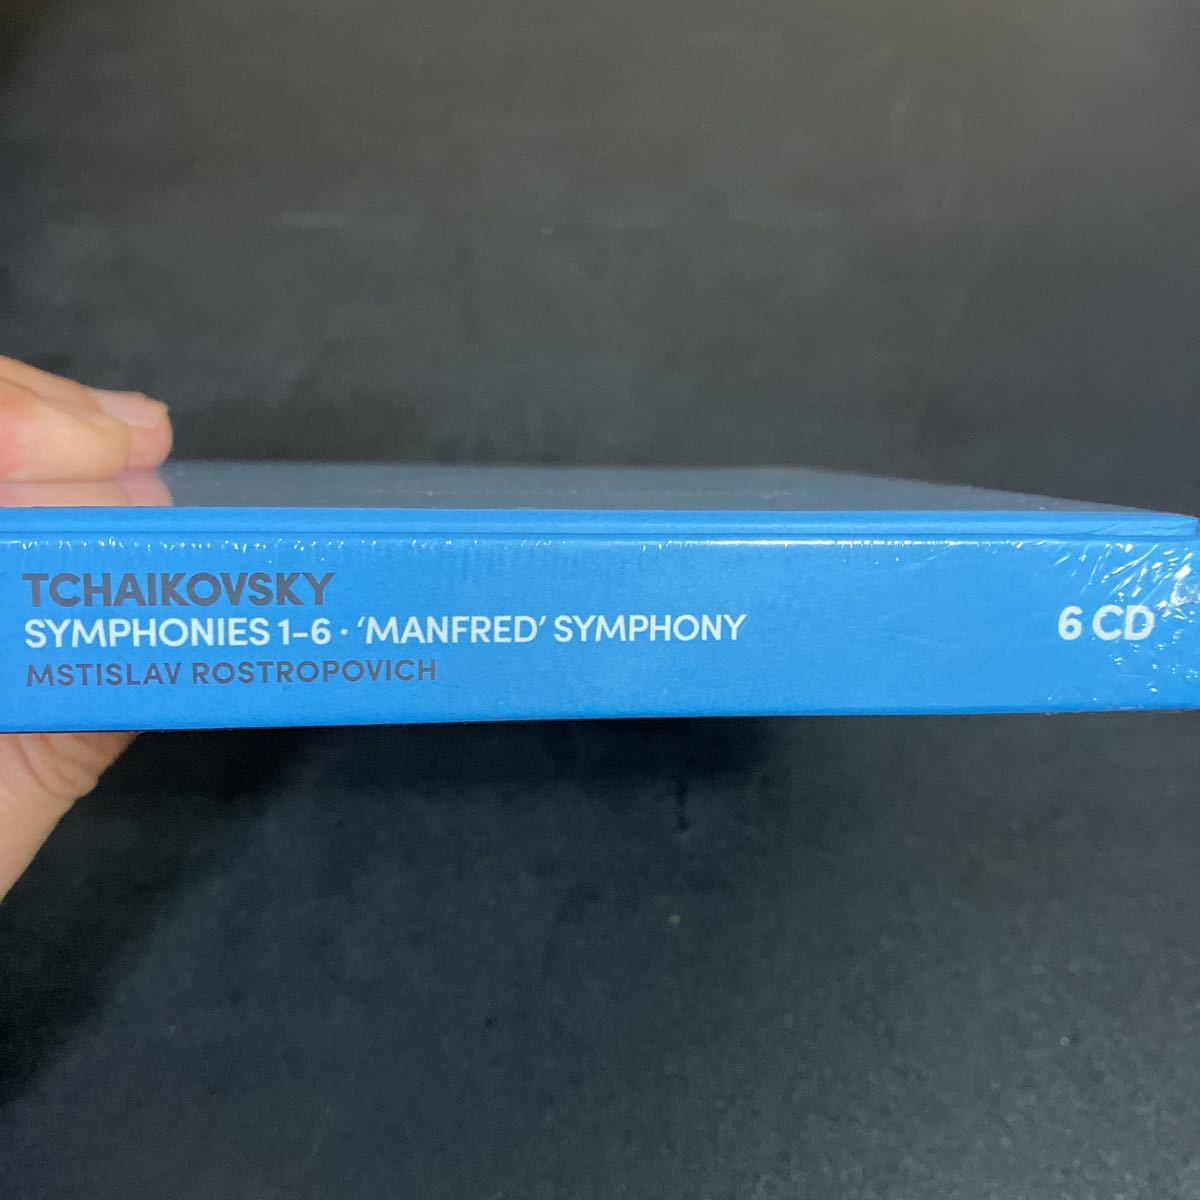 TCHAIKOVSKY
SYMPHONIES 1–6 · ‘MANFRED’ SYMPHONY
MSTISLAV ROSTROPOVICH
6 CD